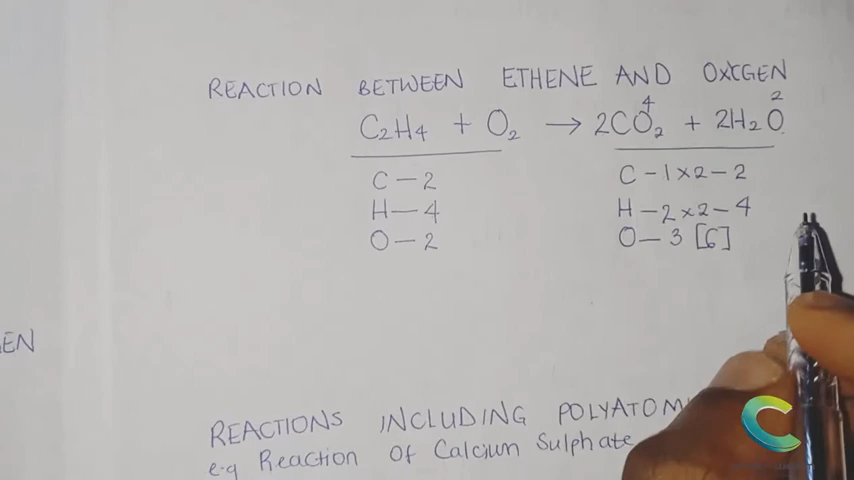 REACTION BETWEEN ETHENE AND OXYGEN
4 2
C2H4 + O2 → 2CO2 + 2H2O
C – 2 C – 1 × 2 – 2
H – 4 H – 2 × 2 – 4
O – 2 O – 3 [6]
EN
REACTIONS INCLUDING POLYATOM
e.g Reaction Of Calcium Sulphate